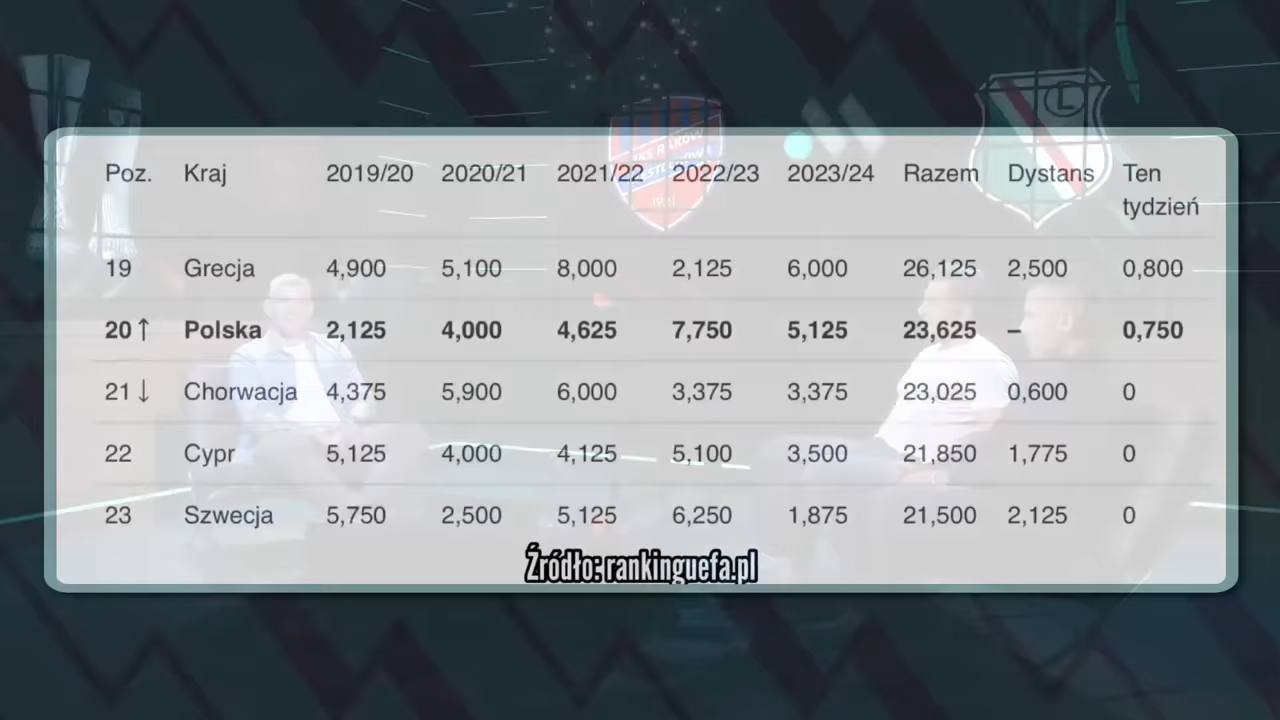 Poz. Kraj 2019/20 2020/21 2021/22 2022/23 2023/24 Razem Dystans Ten tydzień
19 Grecja 4,900 5,100 8,000 2,125 6,000 26,125 2,500 0,800
20 ↑ Polska 2,125 4,000 4,625 7,750 5,125 23,625 – 0,750
21 ↓ Chorwacja 4,375 5,900 6,000 3,375 3,375 23,025 0,600 0
22 Cypr 5,125 4,000 4,125 5,100 3,500 21,850 1,775 0
23 Szwecja 5,750 2,500 5,125 6,250 1,875 21,500 2,125 0
Źródło: rankinguefa.pl
RKS RAKÓW
CZĘSTOCHOWA
1921
L